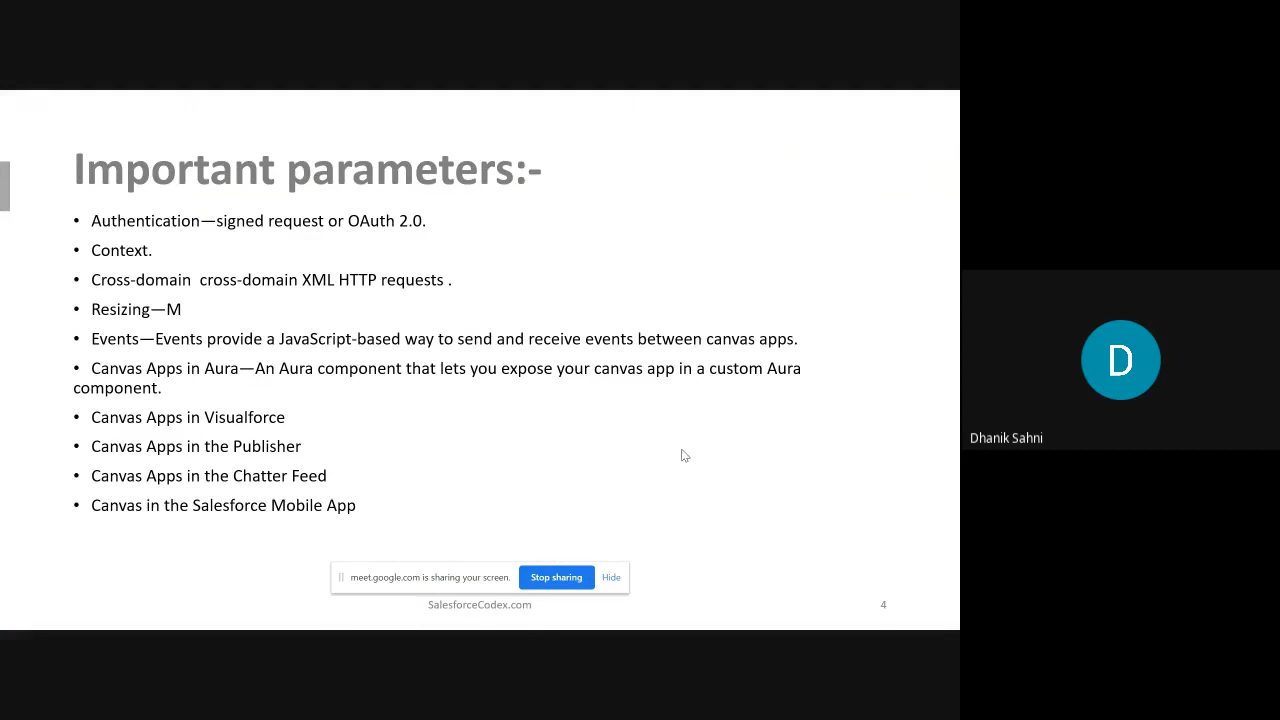 Important parameters:-
• Authentication—signed request or OAuth 2.0.
• Context.
• Cross-domain  cross-domain XML HTTP requests .
• Resizing—M
• Events—Events provide a JavaScript-based way to send and receive events between canvas apps.
• Canvas Apps in Aura—An Aura component that lets you expose your canvas app in a custom Aura
component.
• Canvas Apps in Visualforce
• Canvas Apps in the Publisher
• Canvas Apps in the Chatter Feed
• Canvas in the Salesforce Mobile App
meet.google.com is sharing your screen. Stop sharing Hide
SalesforceCodex.com 4
D
Dhanik Sahni